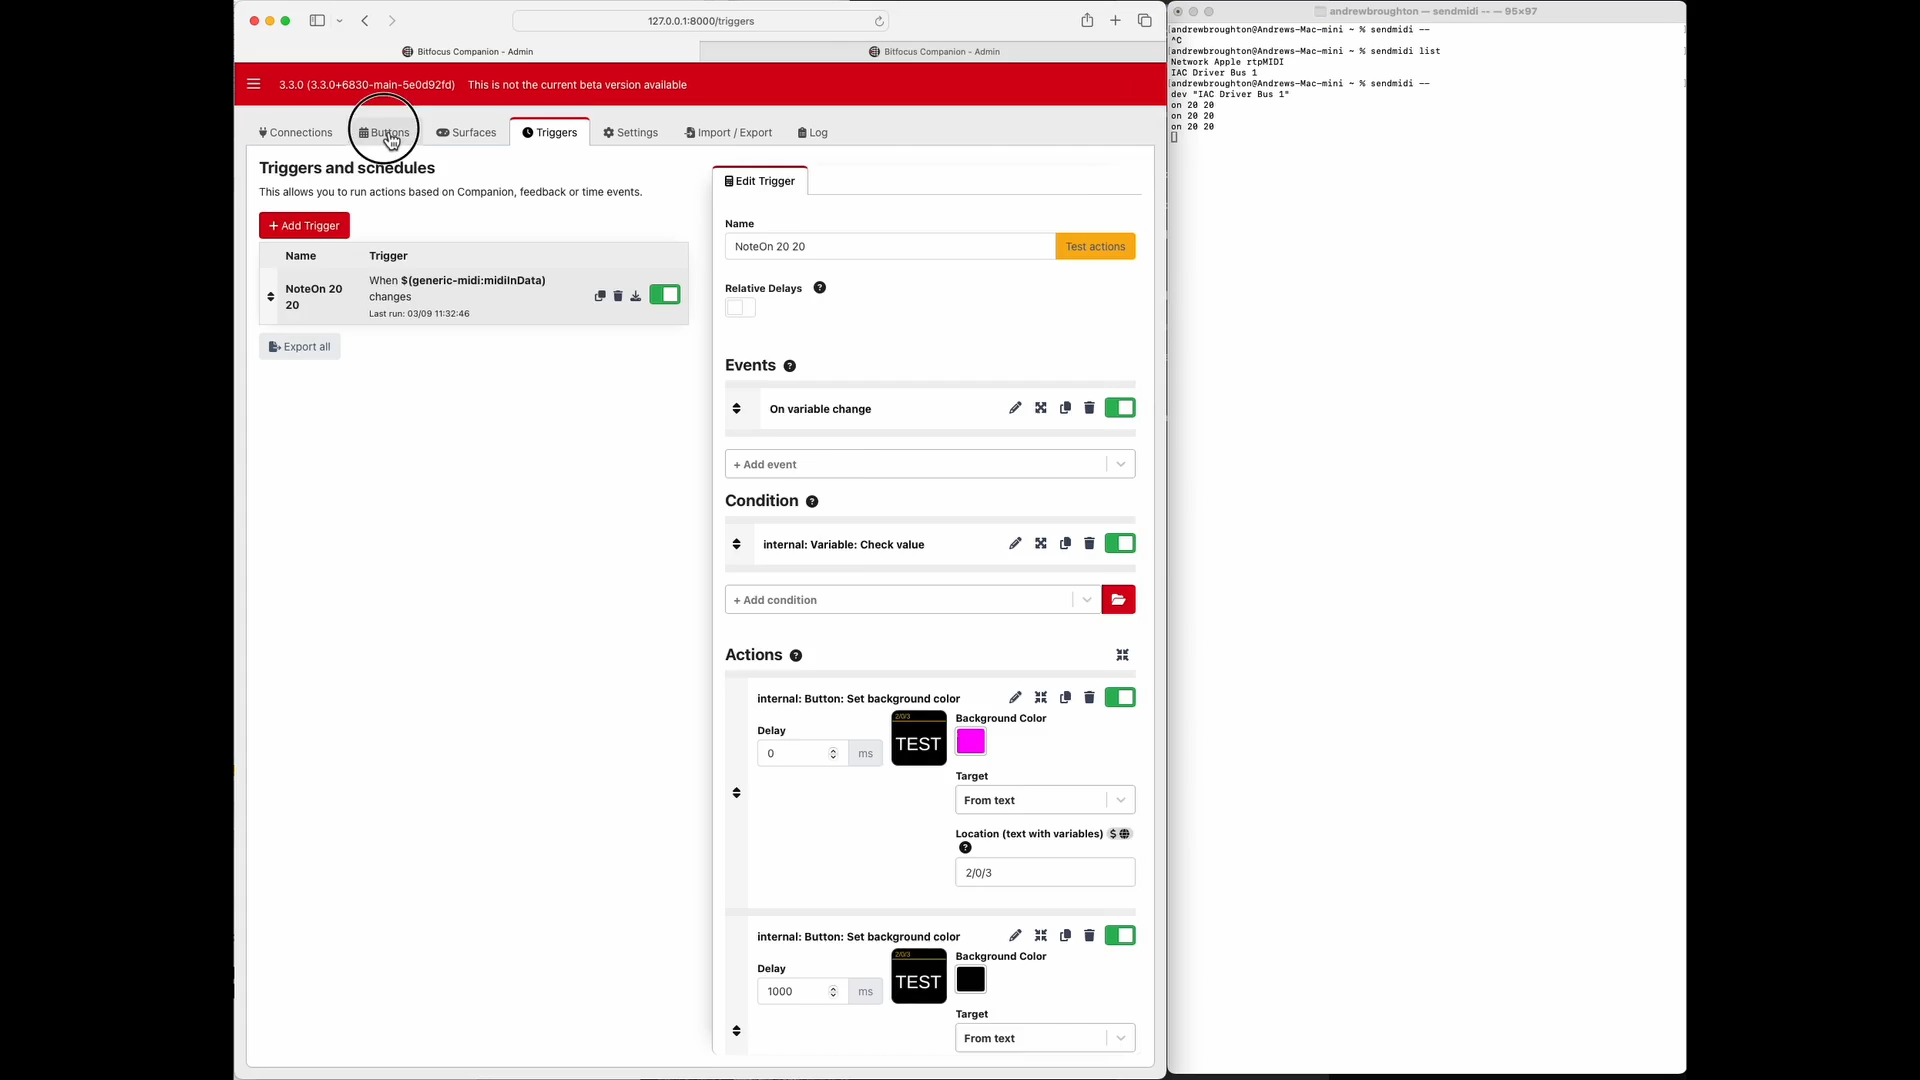 127.0.0.1:8000/triggers
Bitfocus Companion - Admin
Bitfocus Companion - Admin
3.3.0 (3.3.0+6830-main-5e0d92fd) This is not the current beta version available
Connections Buttons Surfaces Triggers Settings Import / Export Log
Triggers and schedules
This allows you to run actions based on Companion, feedback or time events.
+ Add Trigger
Name Trigger
NoteOn 20 20
When $(generic-midi:midiInData) changes
Last run: 03/09 11:32:46
Export all
Edit Trigger
Name
NoteOn 20 20 Test actions
Relative Delays
Events
On variable change
+ Add event
Condition
internal: Variable: Check value
+ Add condition
Actions
internal: Button: Set background color
Delay
0 ms
2/0/3
TEST
Background Color
Target
From text
Location (text with variables) $
2/0/3
internal: Button: Set background color
Delay
1000 ms
2/0/3
TEST
Background Color
Target
From text
andrewbroughton — sendmidi -- — 95×97
[andrewbroughton@Andrews-Mac-mini ~ % sendmidi -- ]
^C
[andrewbroughton@Andrews-Mac-mini ~ % sendmidi list ]
Network Apple rtpMIDI
IAC Driver Bus 1
[andrewbroughton@Andrews-Mac-mini ~ % sendmidi -- ]
dev "IAC Driver Bus 1"
on 20 20
on 20 20
on 20 20